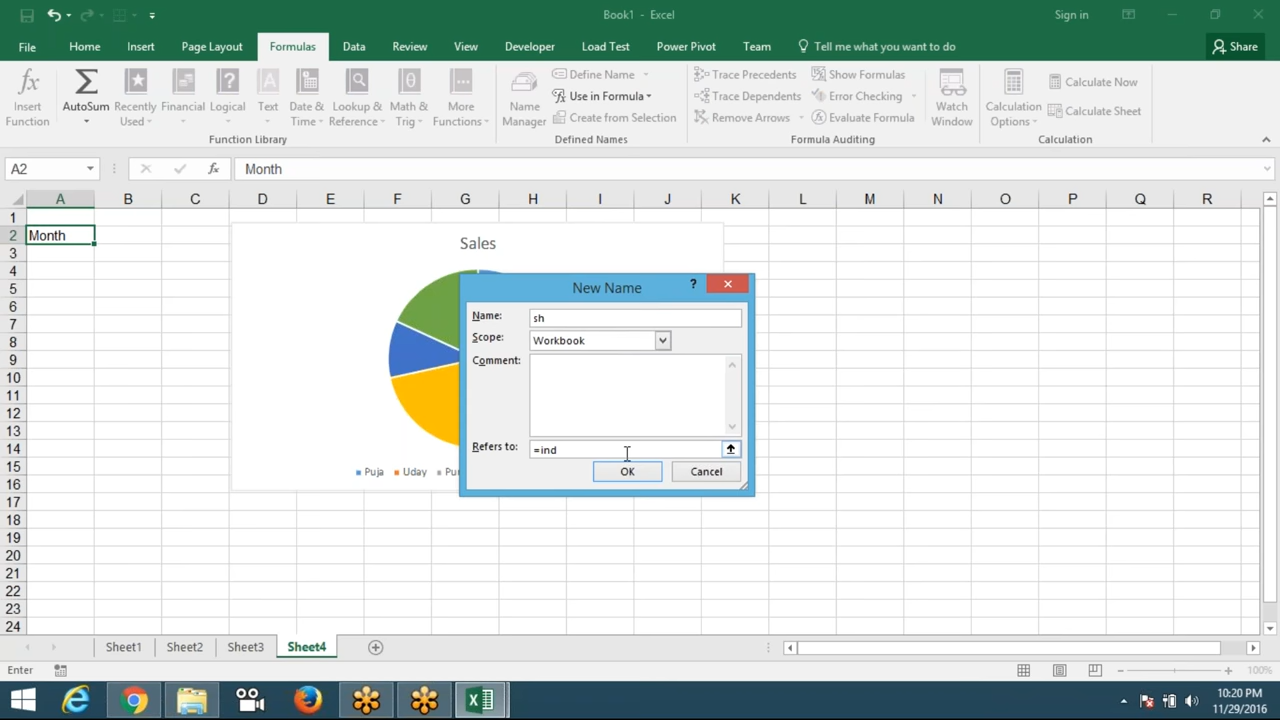 Book1 - Excel
Sign in
File Home Insert Page Layout Formulas Data Review View Developer Load Test Power Pivot Team Tell me what you want to do Share
Insert Function
AutoSum
Recently Used
Financial
Logical
Text
Date & Time
Lookup & Reference
Math & Trig
More Functions
Function Library
Name Manager
Define Name
Use in Formula
Create from Selection
Defined Names
Trace Precedents
Trace Dependents
Remove Arrows
Show Formulas
Error Checking
Evaluate Formula
Formula Auditing
Watch Window
Calculation Options
Calculate Now
Calculate Sheet
Calculation
A2 fx Month
A B C D E F G H I J K L M N O P Q R
1
2 Month
3
4
5
6
7
8
9
10
11
12
13
14
15
16
17
18
19
20
21
22
23
24
Sales
Puja Uday Pu
New Name
?
Name: sh
Scope: Workbook
Comment:
Refers to: =ind
OK Cancel
Sheet1 Sheet2 Sheet3 Sheet4
Enter
100%
10:20 PM
11/29/2016